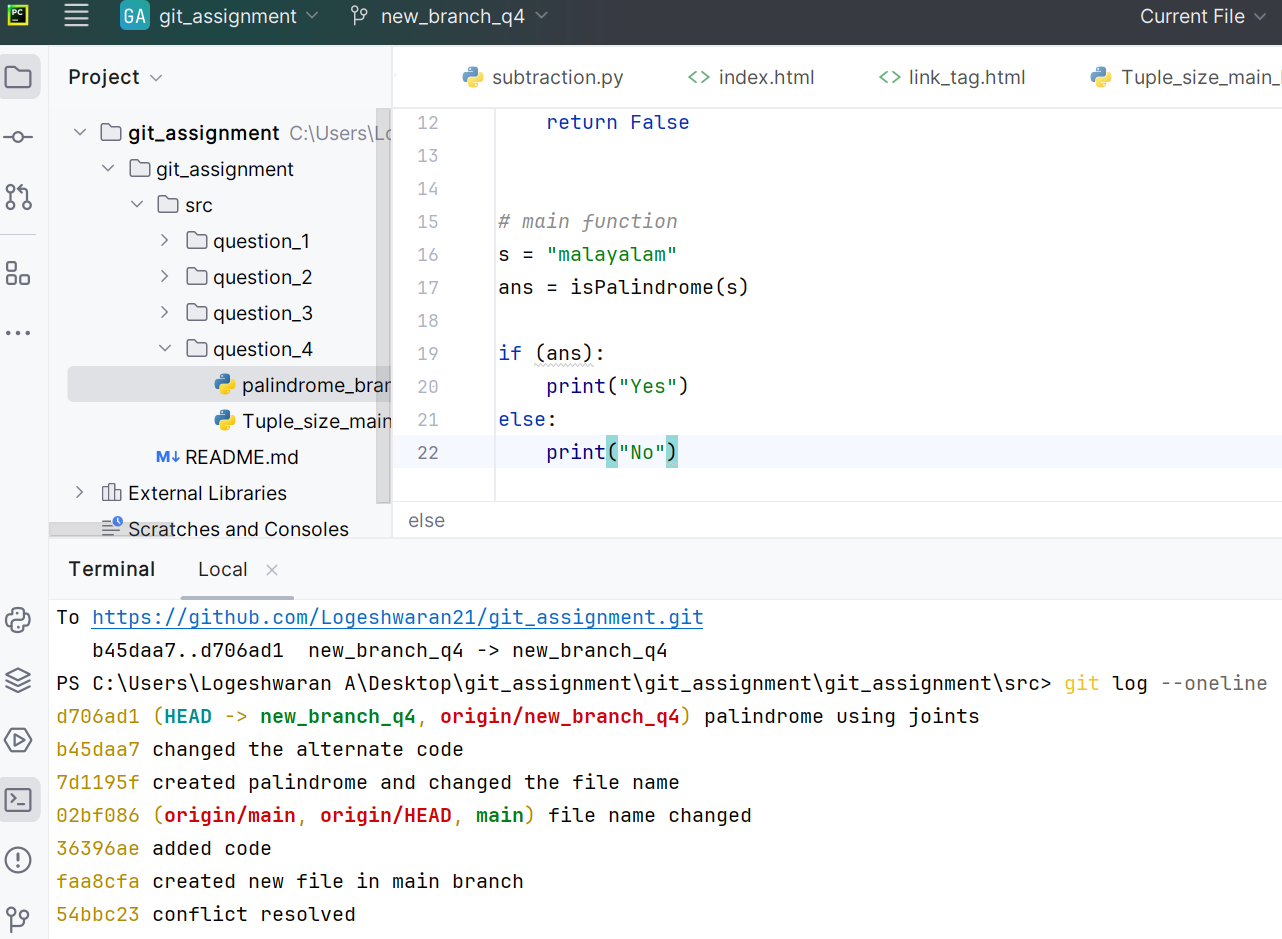 PC
GA git_assignment new_branch_q4 Current File
Project
git_assignment C:\Users\Lo
git_assignment
src
question_1
question_2
question_3
question_4
palindrome_bran
Tuple_size_main
M↓ README.md
External Libraries
Scratches and Consoles
subtraction.py <> index.html <> link_tag.html Tuple_size_main_
12 return False
13
14
15 # main function
16 s = "malayalam"
17 ans = isPalindrome(s)
18
19 if (ans):
20 print("Yes")
21 else:
22 print("No")
else
Terminal Local ×
To https://github.com/Logeshwaran21/git_assignment.git
b45daa7..d706ad1 new_branch_q4 -> new_branch_q4
PS C:\Users\Logeshwaran A\Desktop\git_assignment\git_assignment\git_assignment\src> git log --oneline
d706ad1 (HEAD -> new_branch_q4, origin/new_branch_q4) palindrome using joints
b45daa7 changed the alternate code
7d1195f created palindrome and changed the file name
02bf086 (origin/main, origin/HEAD, main) file name changed
36396ae added code
faa8cfa created new file in main branch
54bbc23 conflict resolved